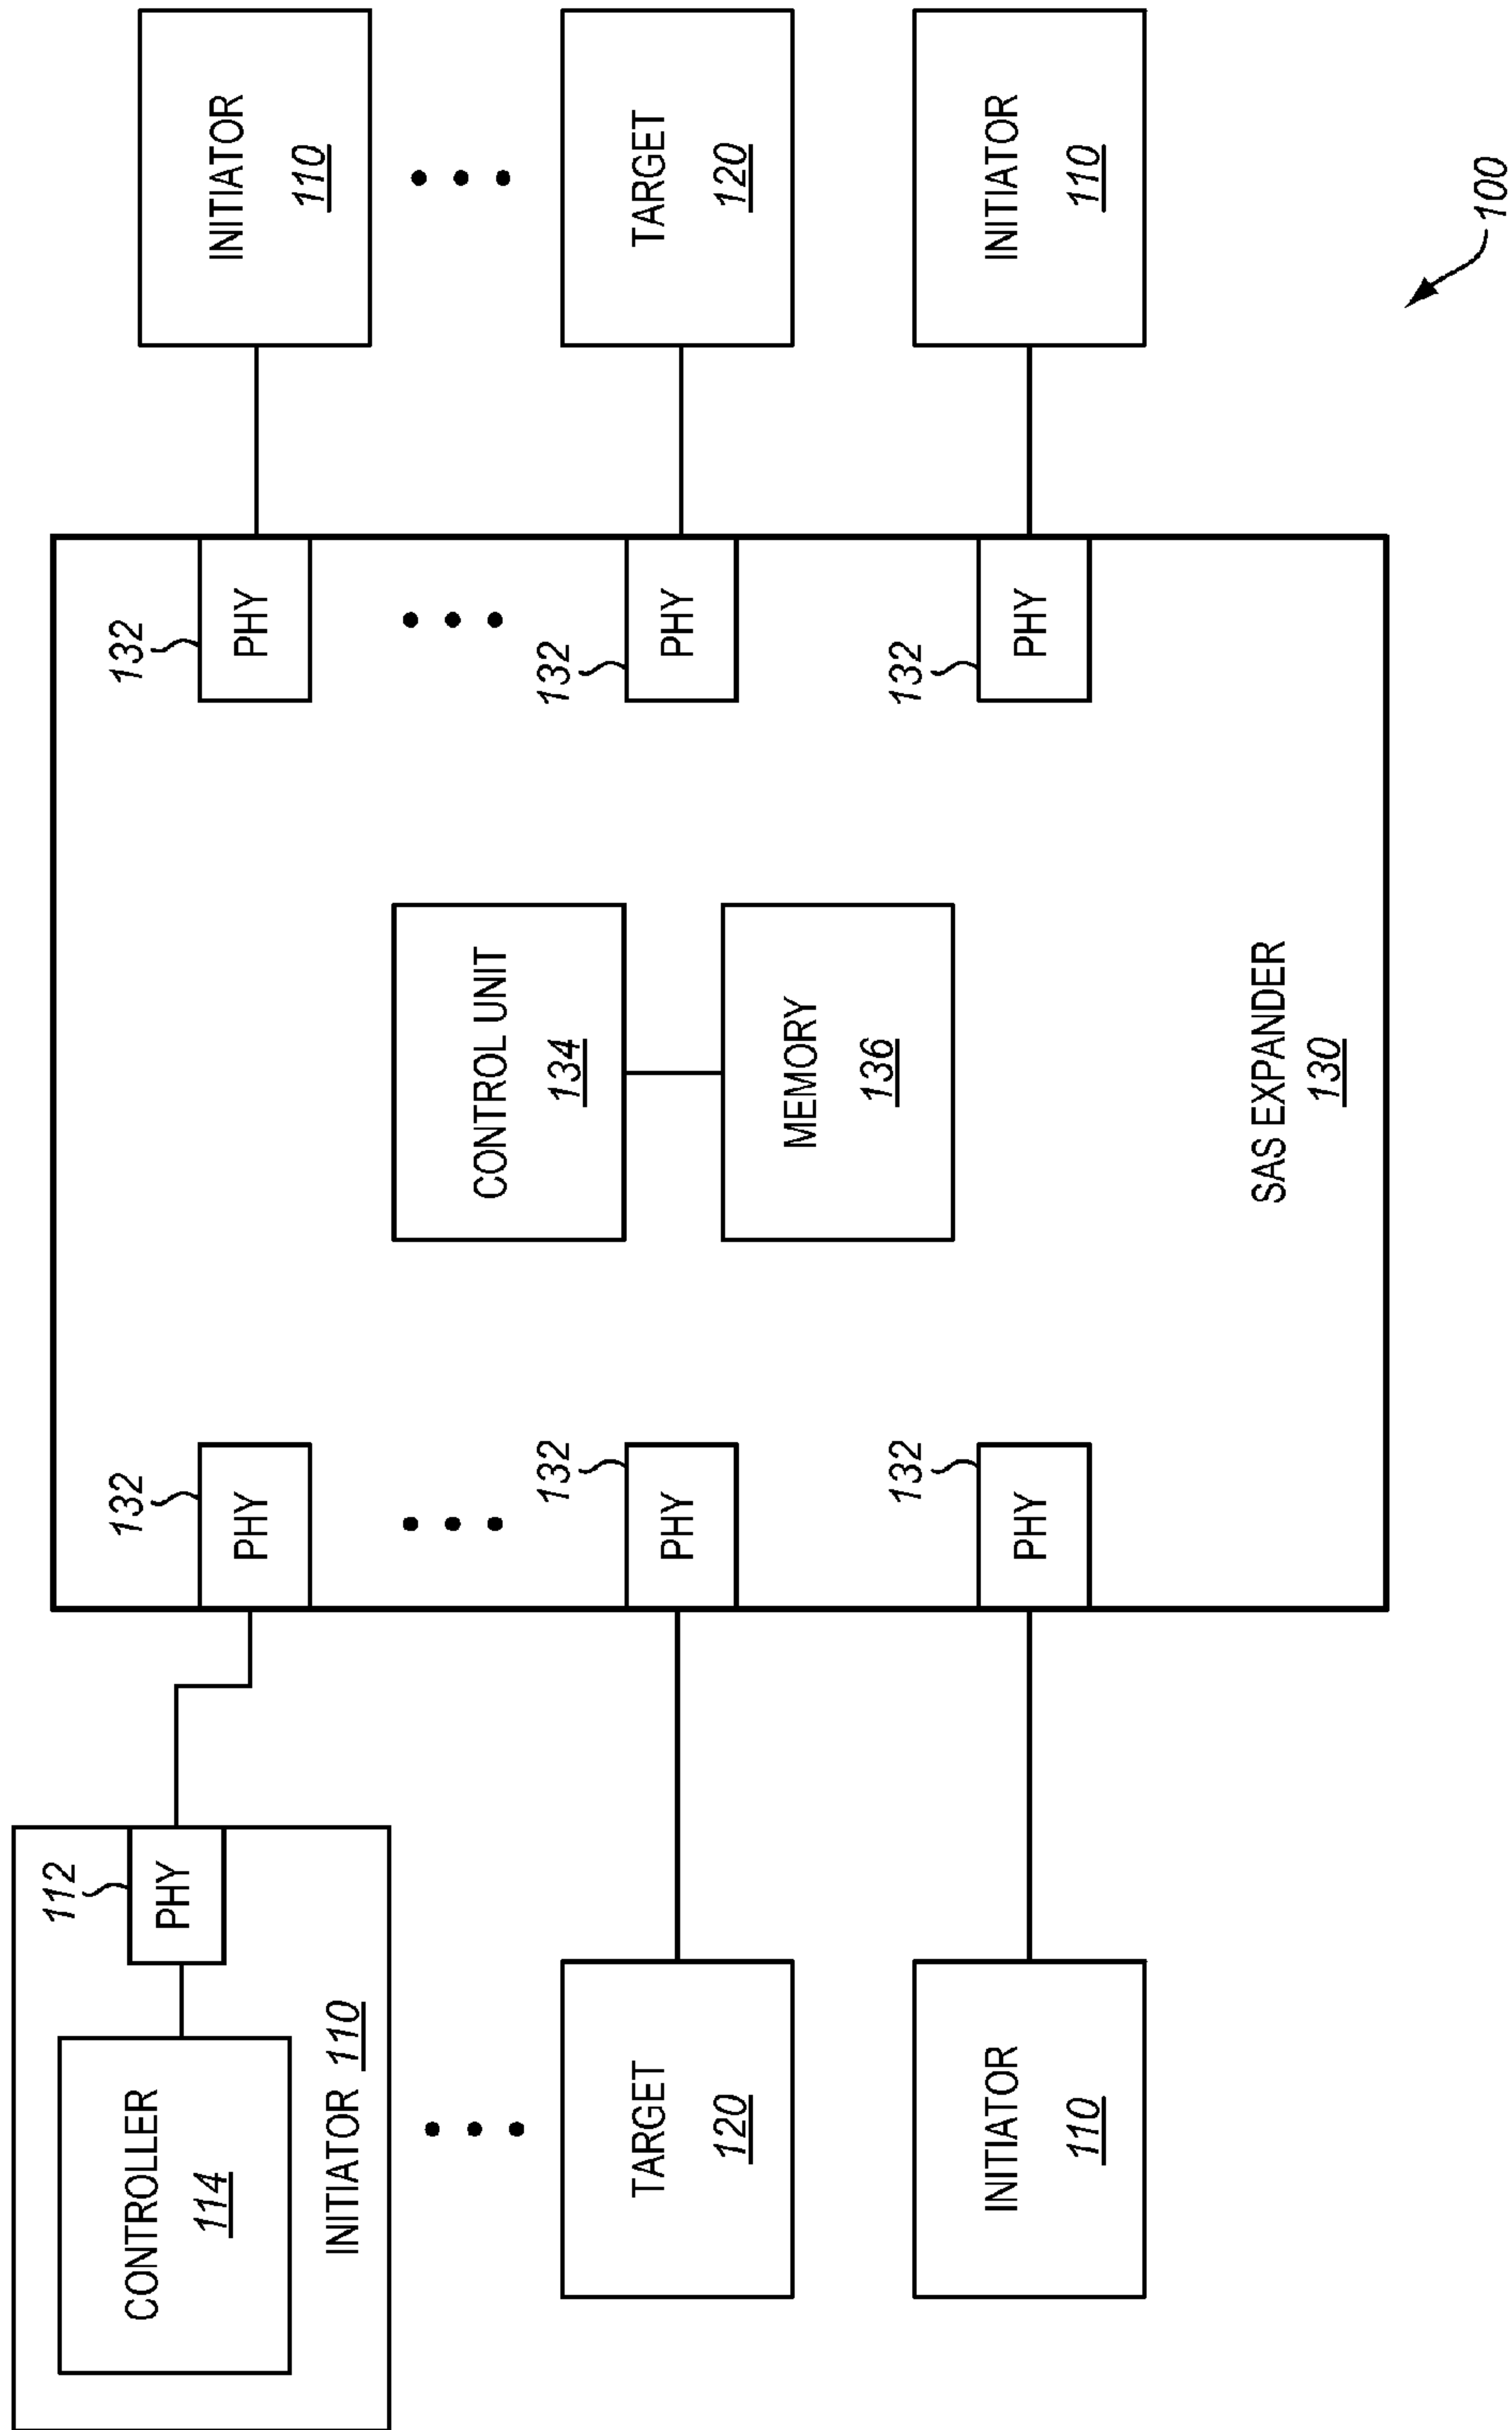 112
PHY
CONTROLLER
114
INITIATOR 110
TARGET
120
INITIATOR
110
132
PHY
132
PHY
132
PHY
CONTROL UNIT
134
MEMORY
136
SAS EXPANDER
130
132
PHY
132
PHY
132
PHY
INITIATOR
110
TARGET
120
INITIATOR
110
100